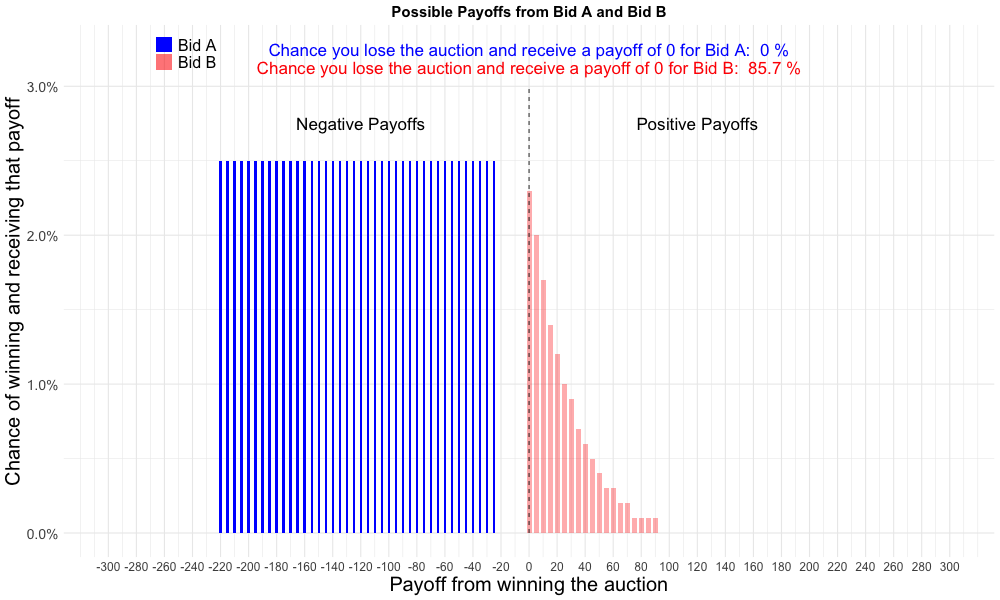 Possible Payoffs from Bid A and Bid B
Bid A
Bid B
Chance you lose the auction and receive a payoff of 0 for Bid A:  0 %
Chance you lose the auction and receive a payoff of 0 for Bid B:  85.7 %
Negative Payoffs
Positive Payoffs
Chance of winning and receiving that payoff
3.0%
2.0%
1.0%
0.0%
-300 -280 -260 -240 -220 -200 -180 -160 -140 -120 -100 -80 -60 -40 -20 0 20 40 60 80 100 120 140 160 180 200 220 240 260 280 300
Payoff from winning the auction